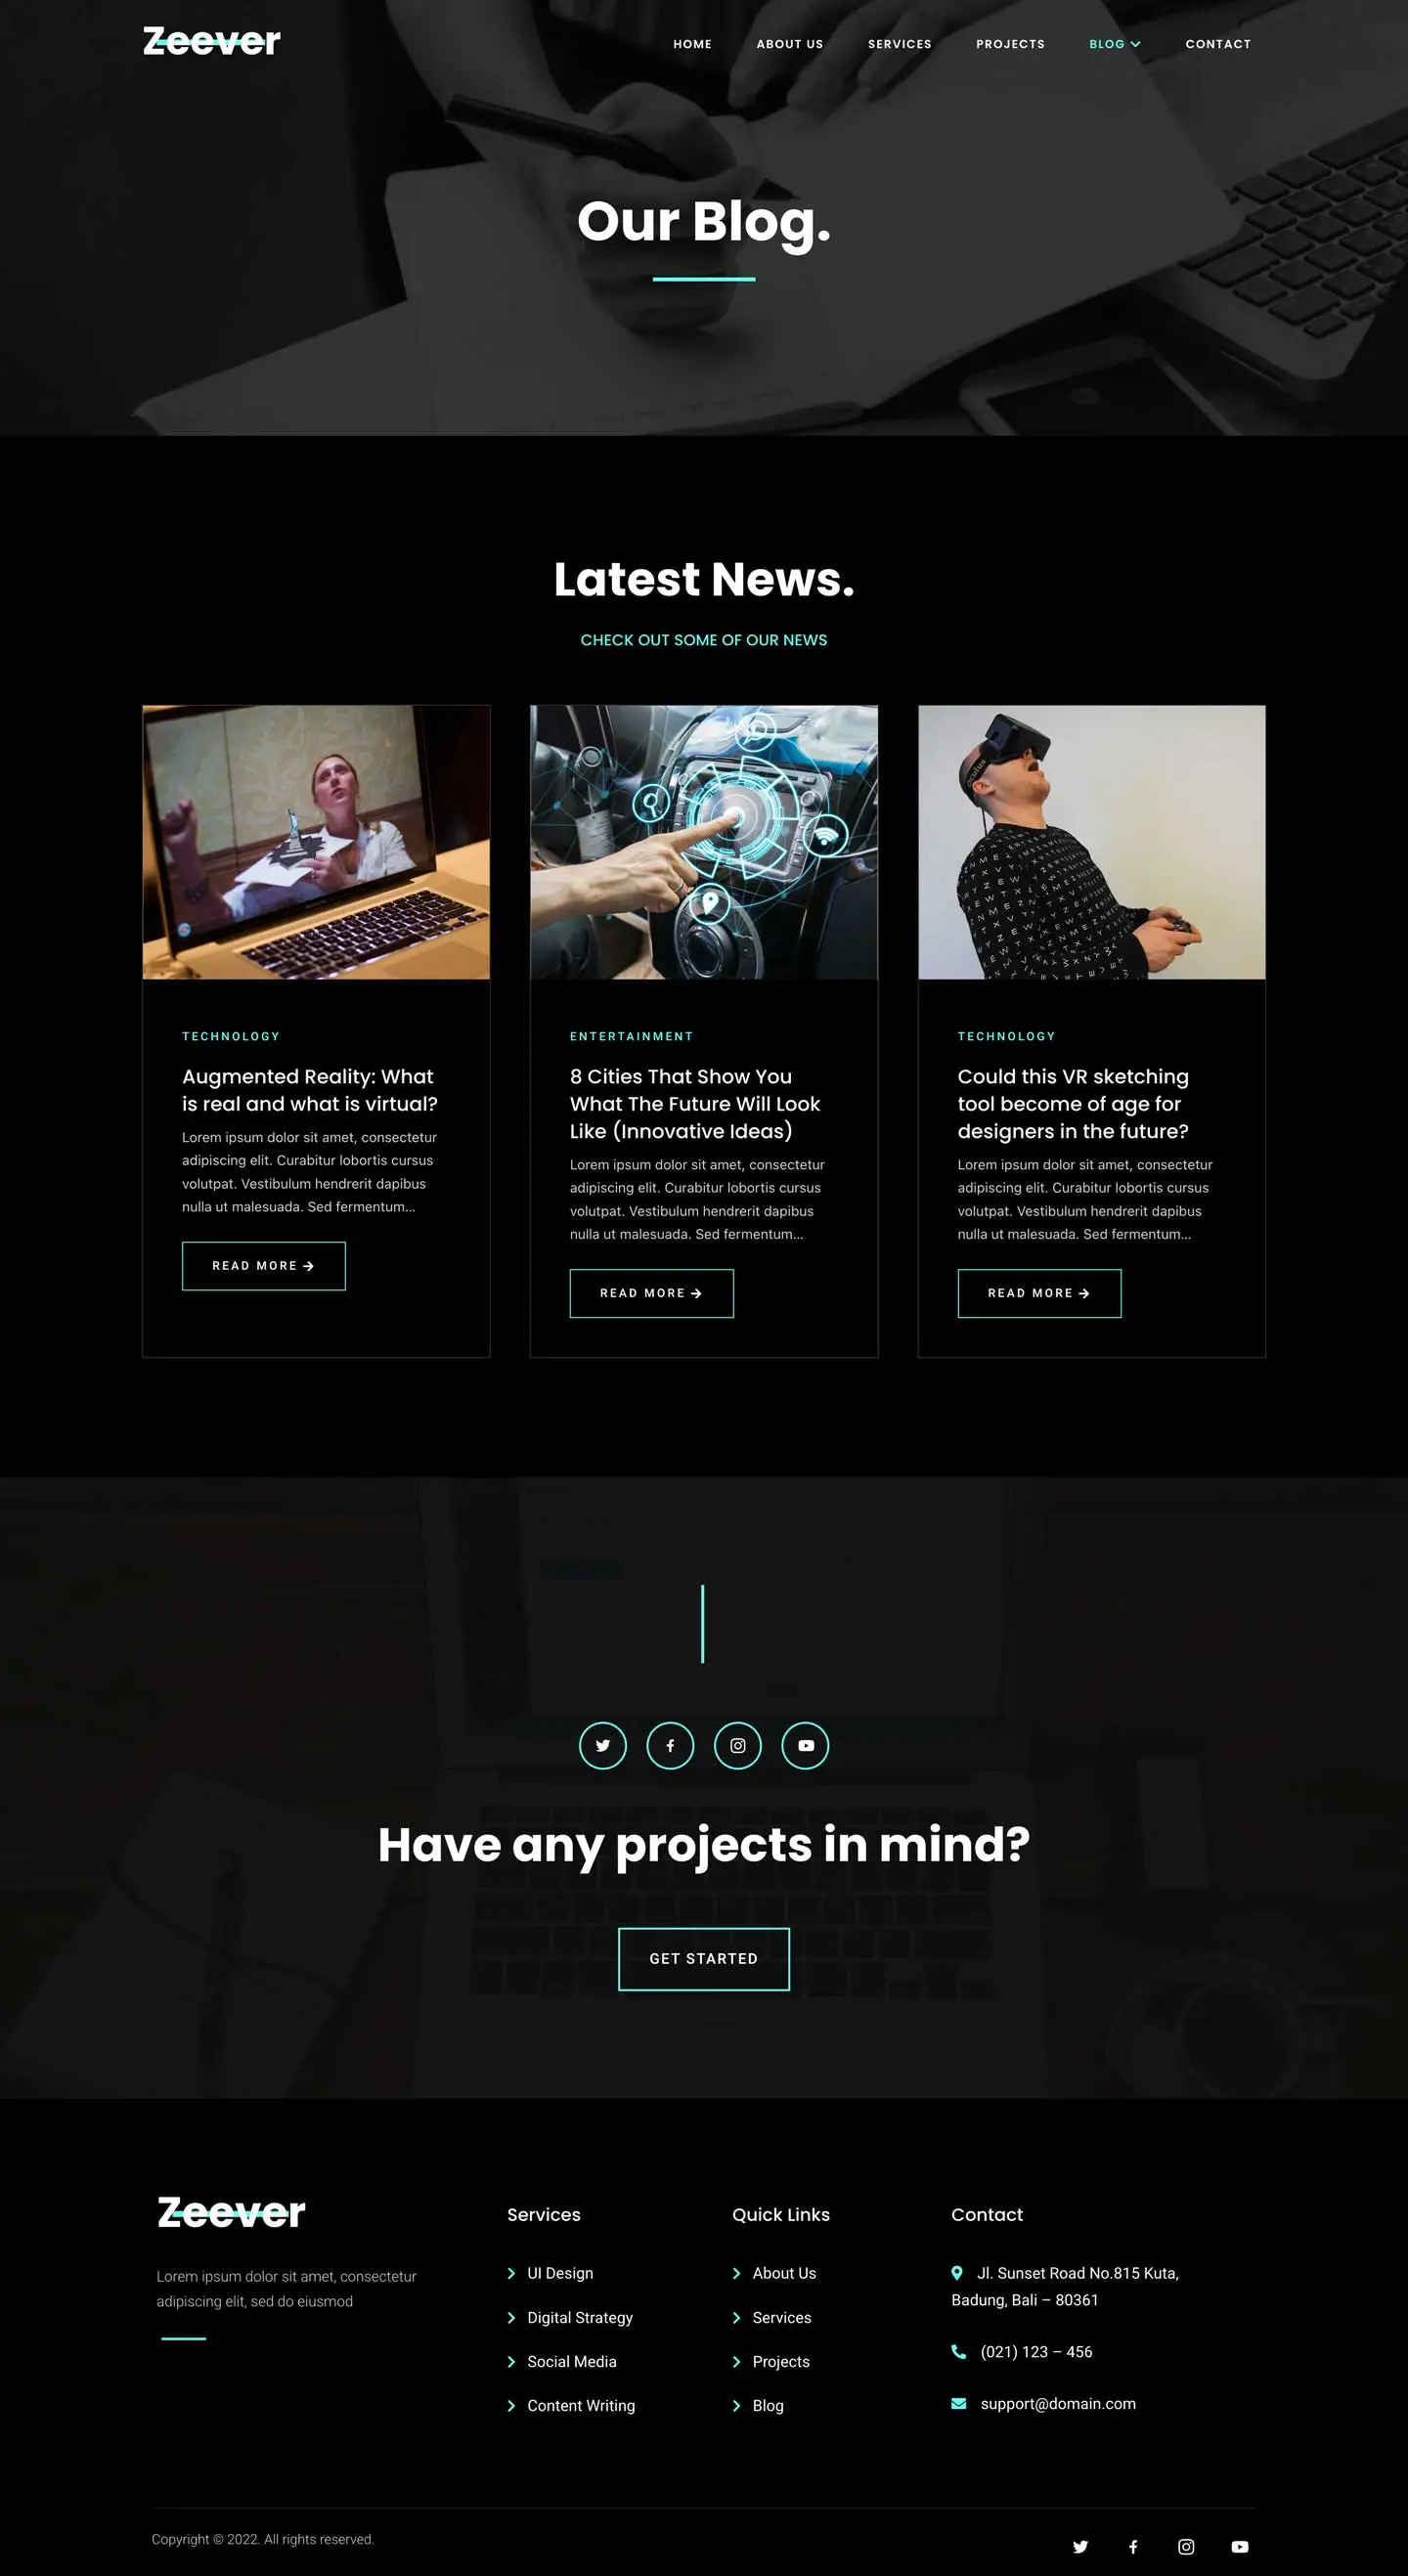 Zeever
HOME ABOUT US SERVICES PROJECTS BLOG CONTACT
Our Blog.
Latest News.
CHECK OUT SOME OF OUR NEWS
oculus
TECHNOLOGY
Augmented Reality: What
is real and what is virtual?
Lorem ipsum dolor sit amet, consectetur
adipiscing elit. Curabitur lobortis cursus
volutpat. Vestibulum hendrerit dapibus
nulla ut malesuada. Sed fermentum...
READ MORE
ENTERTAINMENT
8 Cities That Show You
What The Future Will Look
Like (Innovative Ideas)
Lorem ipsum dolor sit amet, consectetur
adipiscing elit. Curabitur lobortis cursus
volutpat. Vestibulum hendrerit dapibus
nulla ut malesuada. Sed fermentum...
READ MORE
TECHNOLOGY
Could this VR sketching
tool become of age for
designers in the future?
Lorem ipsum dolor sit amet, consectetur
adipiscing elit. Curabitur lobortis cursus
volutpat. Vestibulum hendrerit dapibus
nulla ut malesuada. Sed fermentum...
READ MORE
Have any projects in mind?
GET STARTED
Zeever
Lorem ipsum dolor sit amet, consectetur
adipiscing elit, sed do eiusmod
Services
UI Design
Digital Strategy
Social Media
Content Writing
Quick Links
About Us
Services
Projects
Blog
Contact
Jl. Sunset Road No.815 Kuta,
Badung, Bali – 80361
(021) 123 – 456
support@domain.com
Copyright © 2022. All rights reserved.